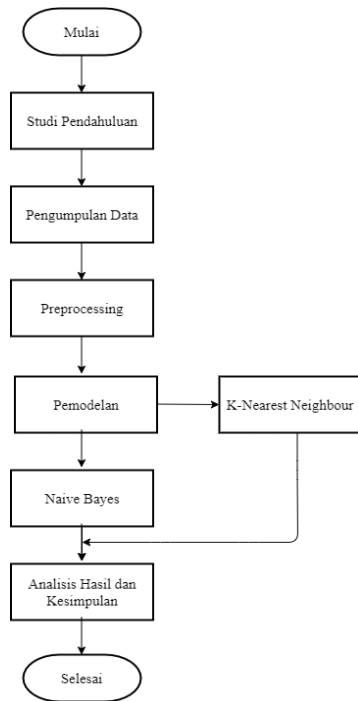 Mulai
Studi Pendahuluan
Pengumpulan Data
Preprocessing
Pemodelan
K-Nearest Neighbour
Naive Bayes
Analisis Hasil dan
Kesimpulan
Selesai